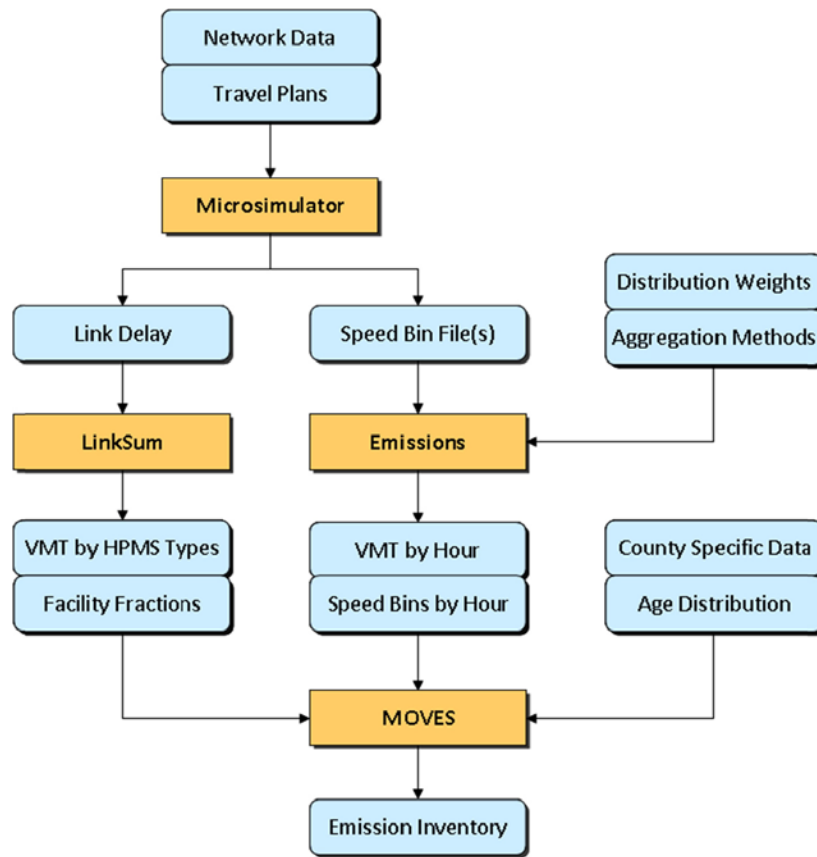 Network Data
Travel Plans
Microsimulator
Link Delay
Speed Bin File(s)
Distribution Weights
Aggregation Methods
LinkSum
Emissions
VMT by HPMS Types
Facility Fractions
VMT by Hour
Speed Bins by Hour
County Specific Data
Age Distribution
MOVES
Emission Inventory